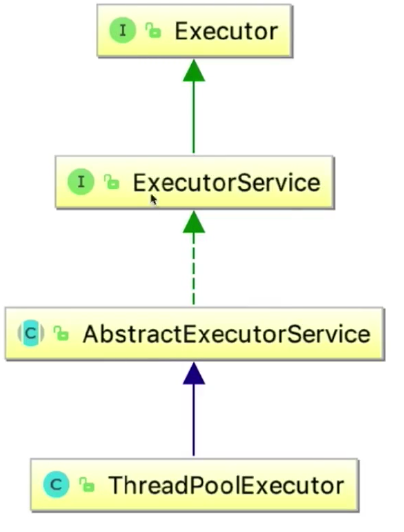 I Executor
I ExecutorService
C AbstractExecutorService
C ThreadPoolExecutor